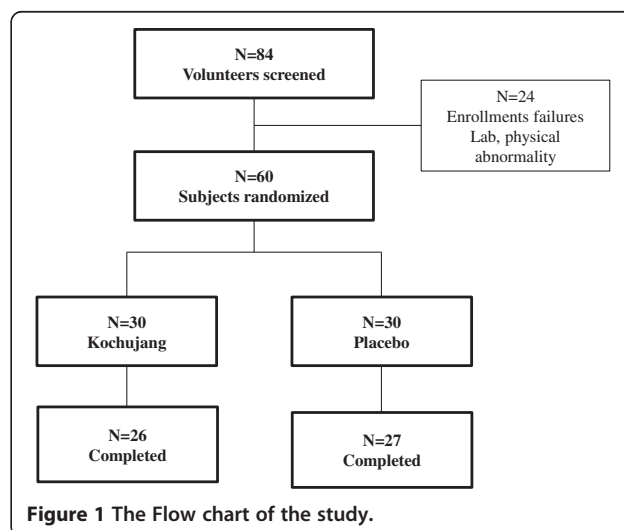 N=84
Volunteers screened
N=24
Enrollments failures
Lab, physical
abnormality
N=60
Subjects randomized
N=30
Kochujang
N=30
Placebo
N=26
Completed
N=27
Completed
Figure 1 The Flow chart of the study.